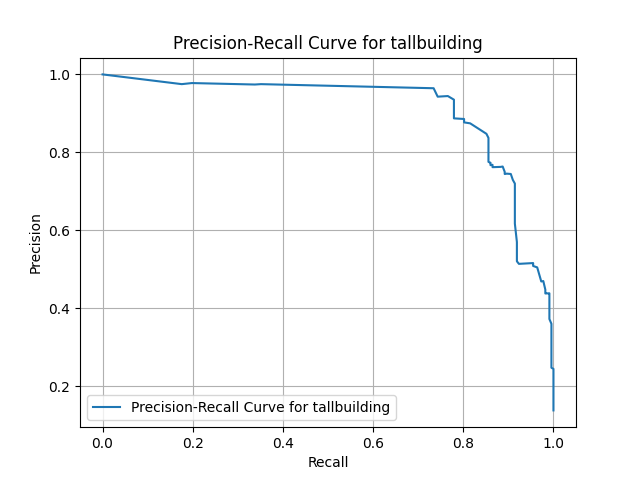 Precision-Recall Curve for tallbuilding
1.0
0.8
0.6
0.4
0.2
Precision
Precision-Recall Curve for tallbuilding
0.0 0.2 0.4 0.6 0.8 1.0
Recall